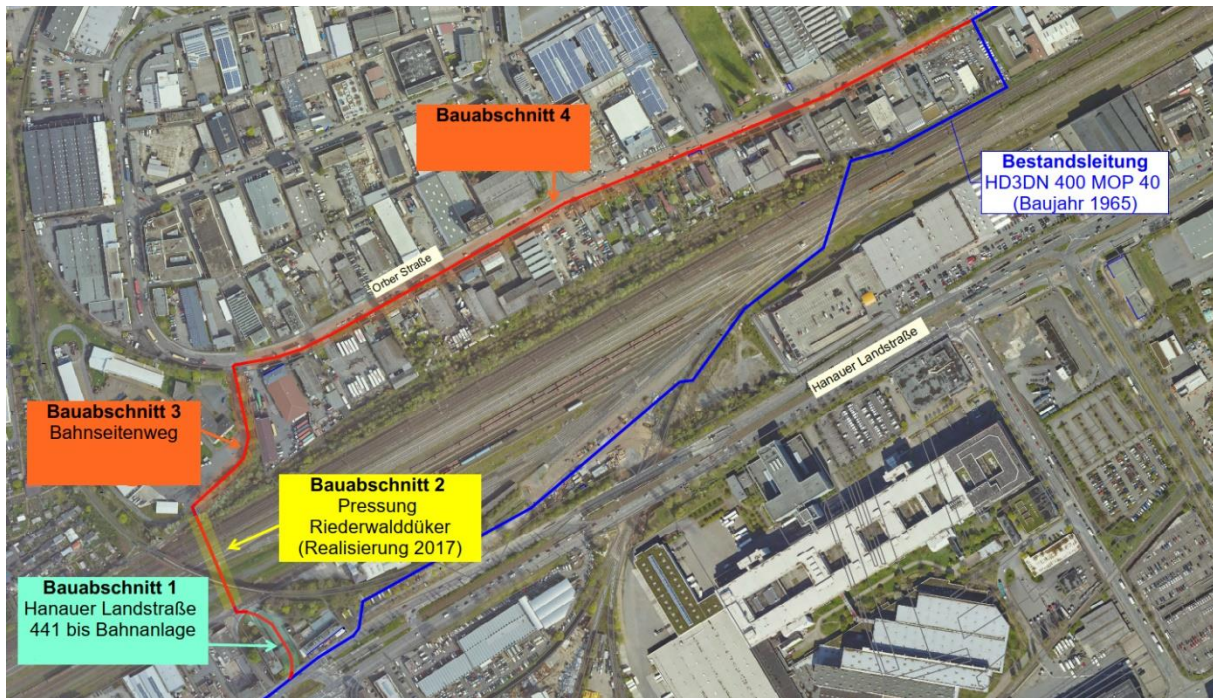 Bauabschnitt 4
Bestandsleitung
HD3DN 400 MOP 40
(Baujahr 1965)
Orber Straße
Hanauer Landstraße
Bauabschnitt 3
Bahnseitenweg
Bauabschnitt 2
Pressung
Riederwalddüker
(Realisierung 2017)
Bauabschnitt 1
Hanauer Landstraße
441 bis Bahnanlage